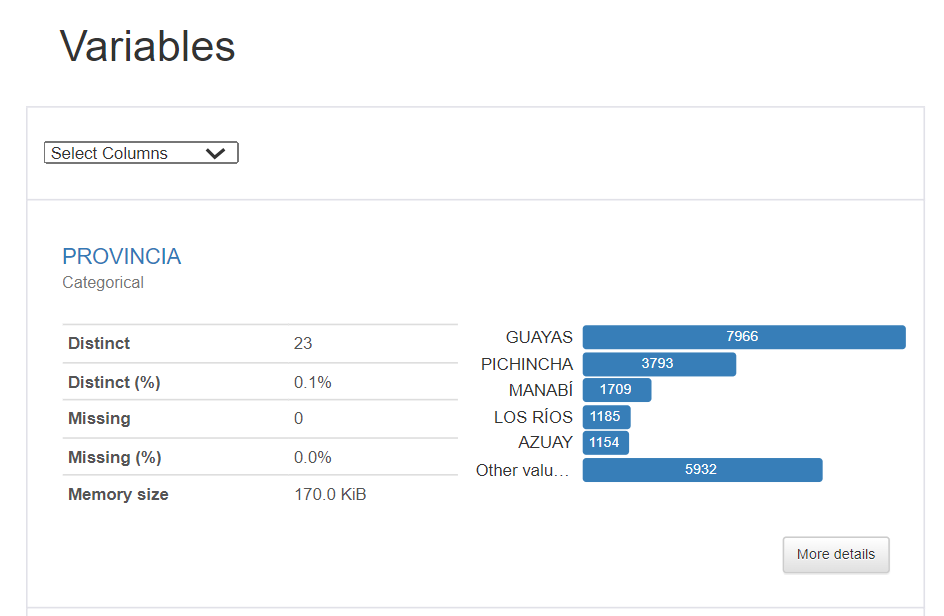 Variables
Select Columns
PROVINCIA
Categorical
Distinct 23
Distinct (%) 0.1%
Missing 0
Missing (%) 0.0%
Memory size 170.0 KiB
GUAYAS 7966
PICHINCHA 3793
MANABÍ 1709
LOS RÍOS 1185
AZUAY 1154
Other valu… 5932
More details